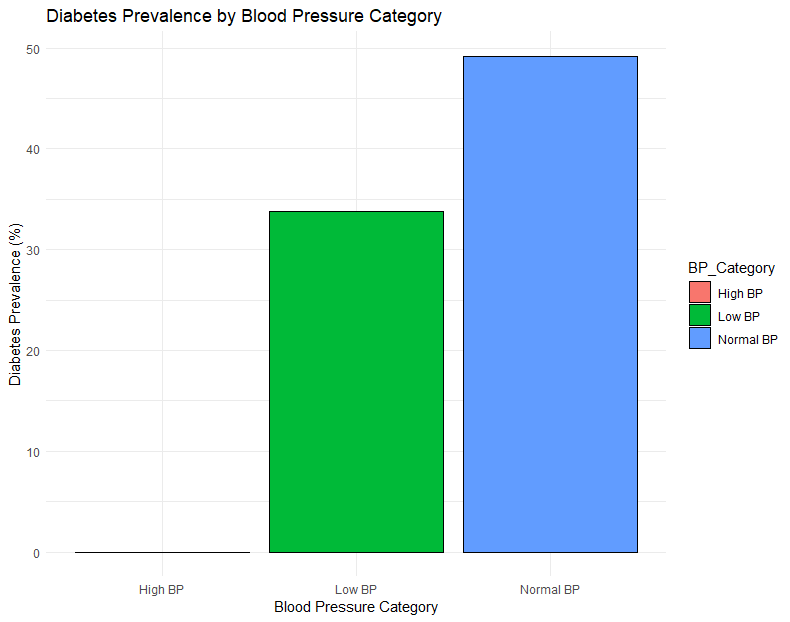 Diabetes Prevalence by Blood Pressure Category
Diabetes Prevalence (%)
50
40
30
20
10
0
High BP
Low BP
Normal BP
Blood Pressure Category
BP_Category
High BP
Low BP
Normal BP